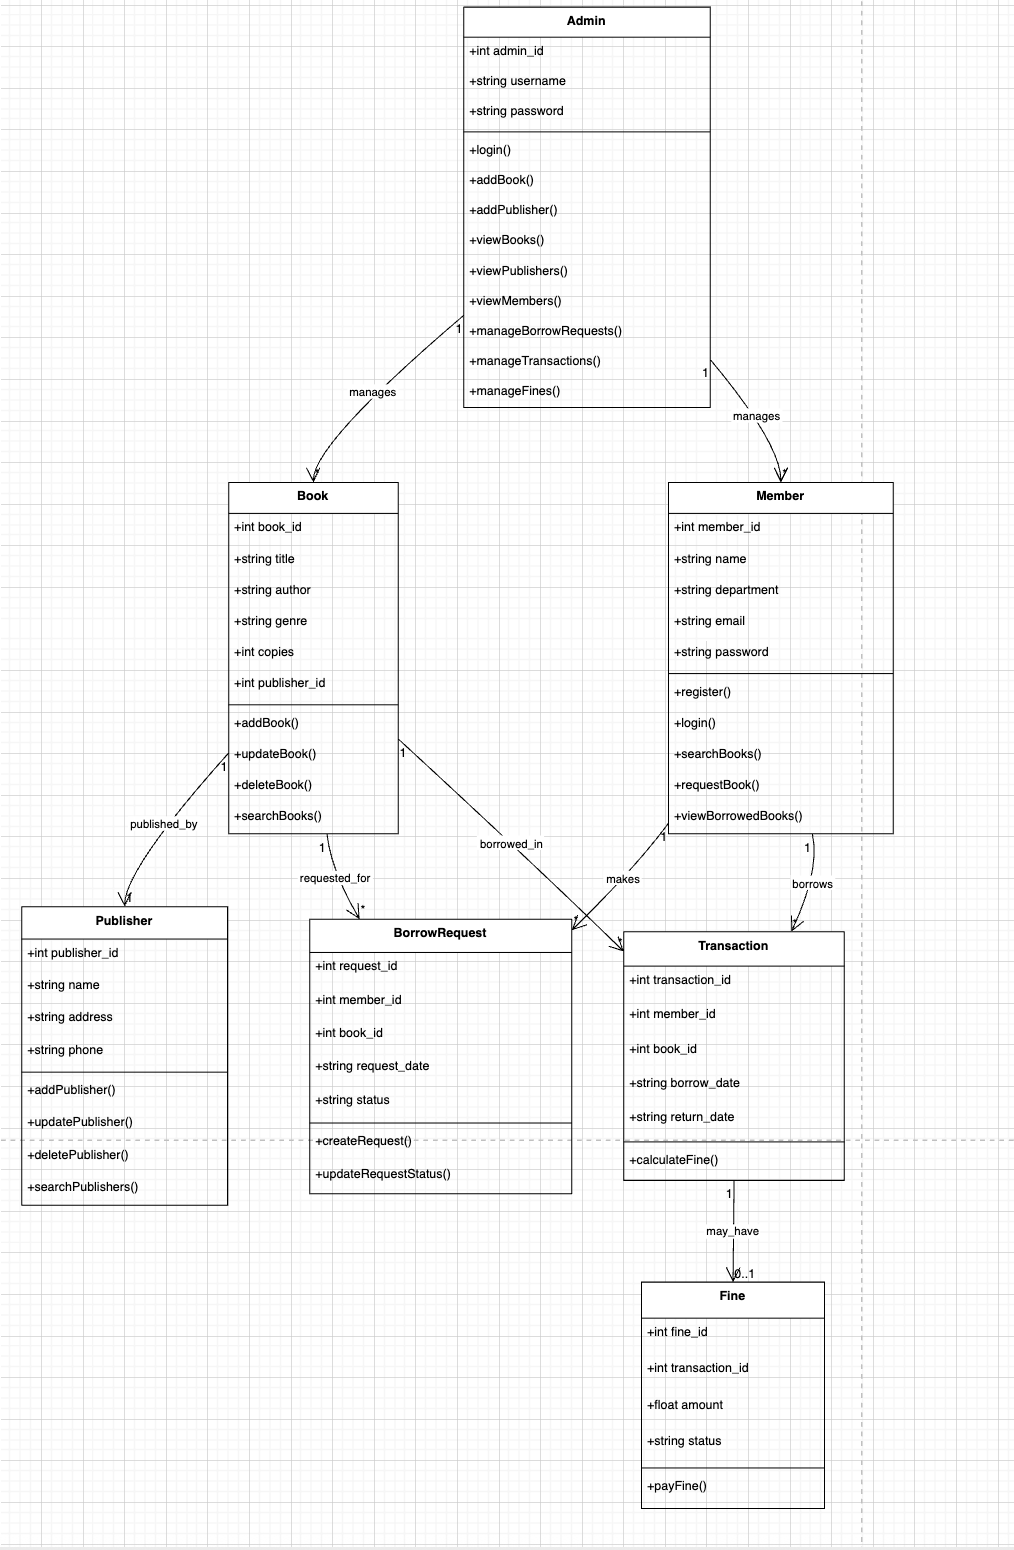 Admin
+int admin_id
+string username
+string password
+login()
+addBook()
+addPublisher()
+viewBooks()
+viewPublishers()
+viewMembers()
+manageBorrowRequests()
+manageTransactions()
+manageFines()
1
1
manages
manages
*
*
Book
+int book_id
+string title
+string author
+string genre
+int copies
+int publisher_id
+addBook()
+updateBook()
+deleteBook()
+searchBooks()
Member
+int member_id
+string name
+string department
+string email
+string password
+register()
+login()
+searchBooks()
+requestBook()
+viewBorrowedBooks()
1
published_by
1
1
requested_for
*
1
borrowed_in
*
1
makes
*
1
borrows
*
Publisher
+int publisher_id
+string name
+string address
+string phone
+addPublisher()
+updatePublisher()
+deletePublisher()
+searchPublishers()
BorrowRequest
+int request_id
+int member_id
+int book_id
+string request_date
+string status
+createRequest()
+updateRequestStatus()
Transaction
+int transaction_id
+int member_id
+int book_id
+string borrow_date
+string return_date
+calculateFine()
1
may_have
0..1
Fine
+int fine_id
+int transaction_id
+float amount
+string status
+payFine()